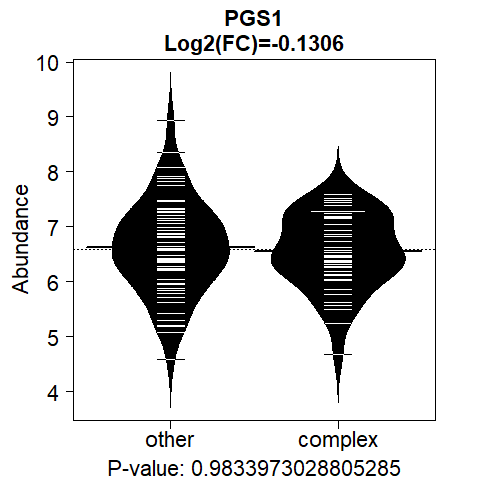 PGS1
Log2(FC)=-0.1306
Abundance
10
9
8
7
6
5
4
other complex
P-value: 0.9833973028805285